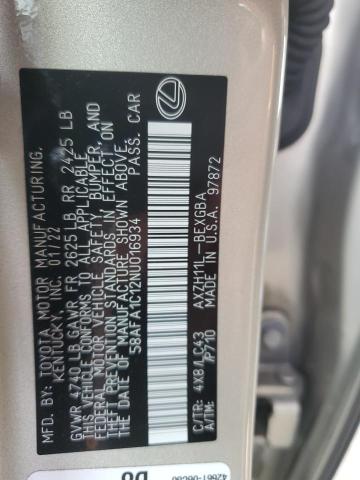 MFD. BY: TOYOTA MOTOR MANUFACTURING.
KENTUCKY, INC. 01/22
GVWR 4740 LB GAWR FR 2625 LB RR 2425 LB
THIS VEHICLE CONFORMS TO ALL APPLICABLE
FEDERAL MOTOR VEHICLE SAFETY, BUMPER, AND
THEFT PREVENTION STANDARDS IN EFFECT ON
THE DATE OF MANUFACTURE SHOWN ABOVE.
58AFA1C12NU016934 PASS. CAR
C/TR: 4X8/LC43 AXZH11L-BEXGBA
A/TM: /P710 MADE IN U.S.A. 97872